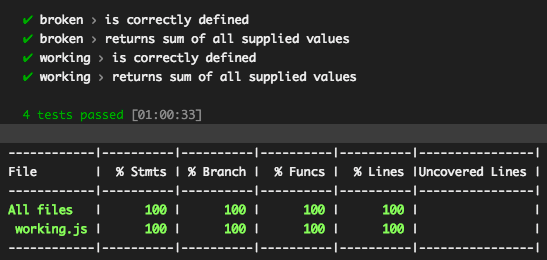 ✔ broken › is correctly defined
✔ broken › returns sum of all supplied values
✔ working › is correctly defined
✔ working › returns sum of all supplied values
4 tests passed [01:00:33]
------------|----------|----------|----------|----------|----------------|
File        |  % Stmts | % Branch |  % Funcs |  % Lines |Uncovered Lines |
------------|----------|----------|----------|----------|----------------|
All files   |      100 |      100 |      100 |      100 |                |
 working.js |      100 |      100 |      100 |      100 |                |
------------|----------|----------|----------|----------|----------------|